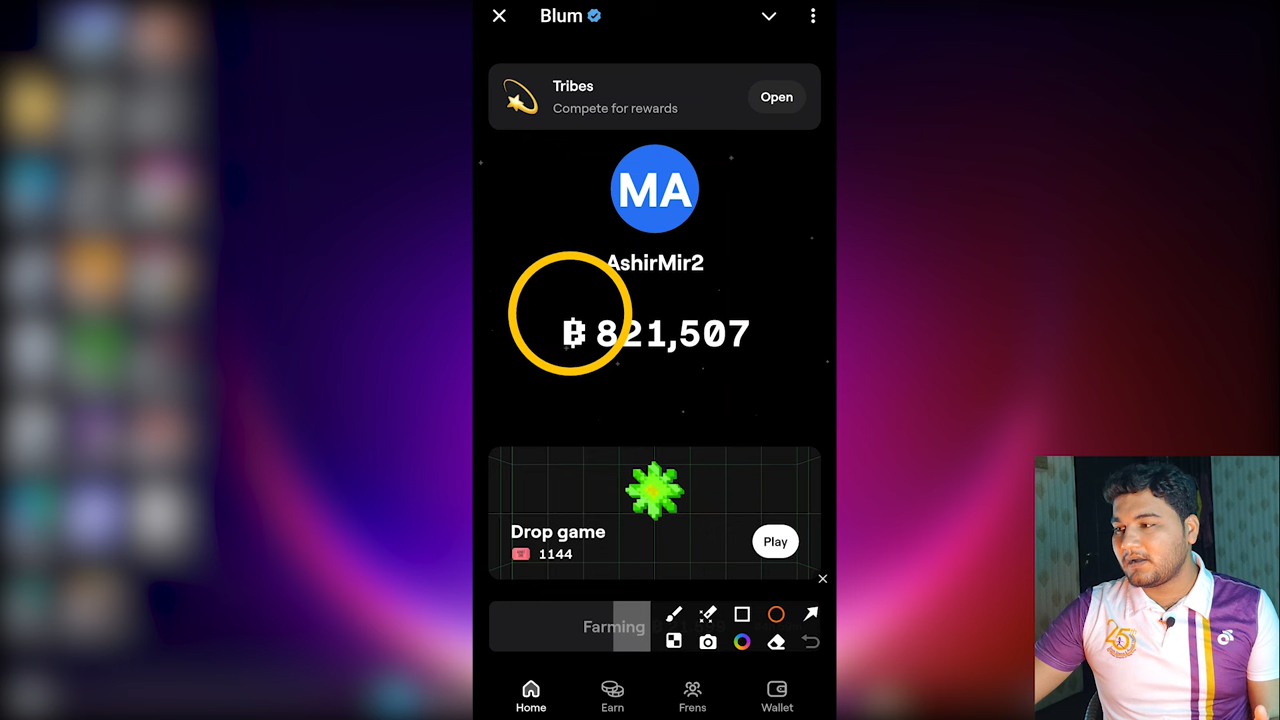 Blum
Tribes
Compete for rewards
Open
MA
AshirMir2
821,507
Drop game
1144
Play
Farming
Home
Earn
Frens
Wallet
25